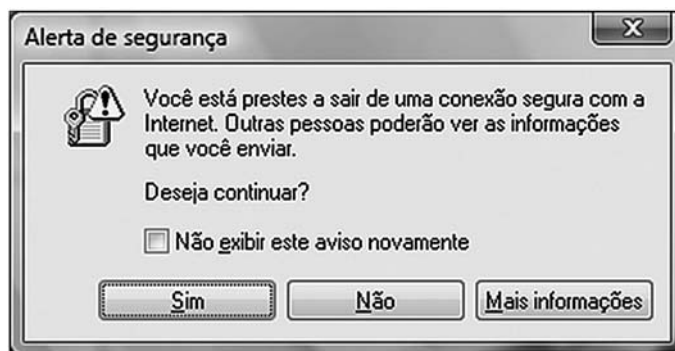 Alerta de segurança
Você está prestes a sair de uma conexão segura com a
Internet. Outras pessoas poderão ver as informações
que você enviar.
Deseja continuar?
Não exibir este aviso novamente
Sim
Não
Mais informações